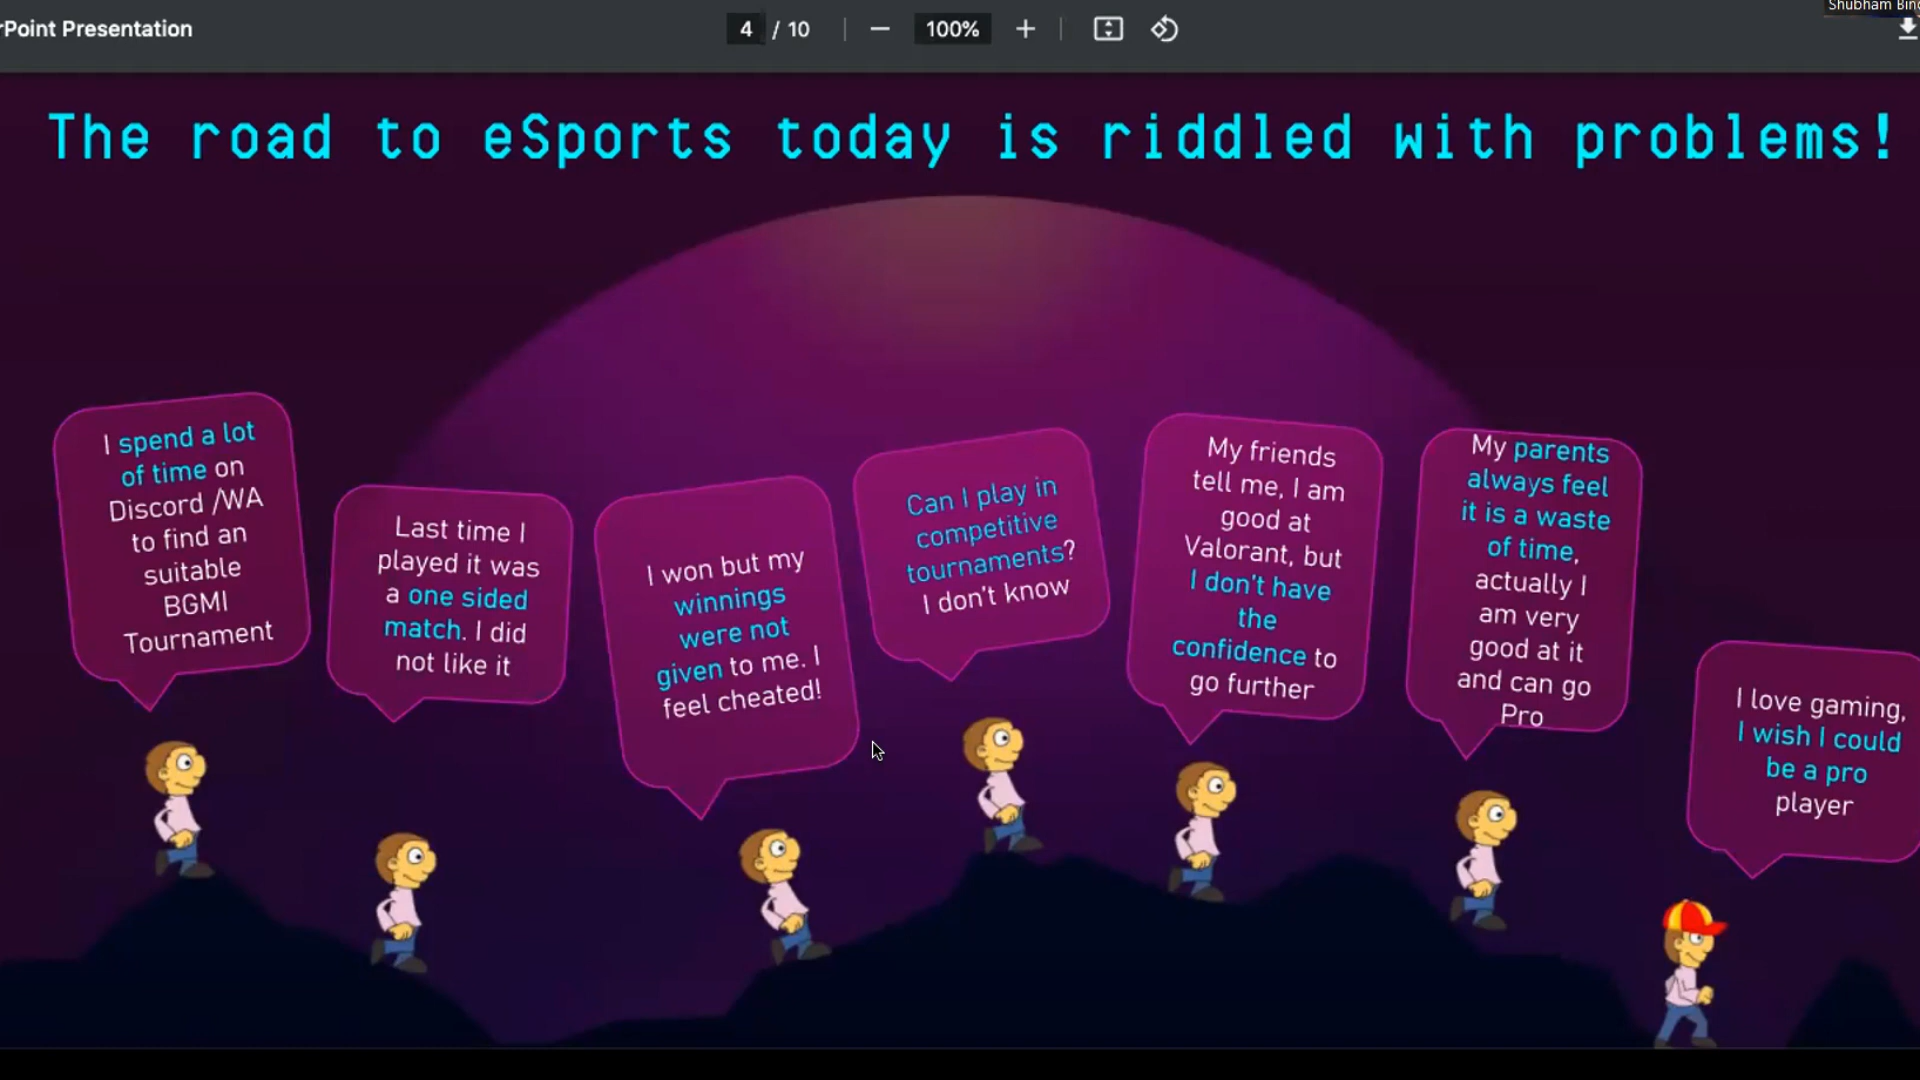 Shubham Bin
Point Presentation
4 / 10
100%
The road to eSports today is riddled with problems!
I spend a lot
of time on
Discord /WA
to find an
suitable
BGMI
Tournament
Last time I
played it was
a one sided
match. I did
not like it
I won but my
winnings
were not
given to me. I
feel cheated!
Can I play in
competitive
tournaments?
I don't know
My friends
tell me, I am
good at
Valorant, but
I don't have
the
confidence to
go further
My parents
always feel
it is a waste
of time,
actually I
am very
good at it
and can go
Pro
I love gaming,
I wish I could
be a pro
player